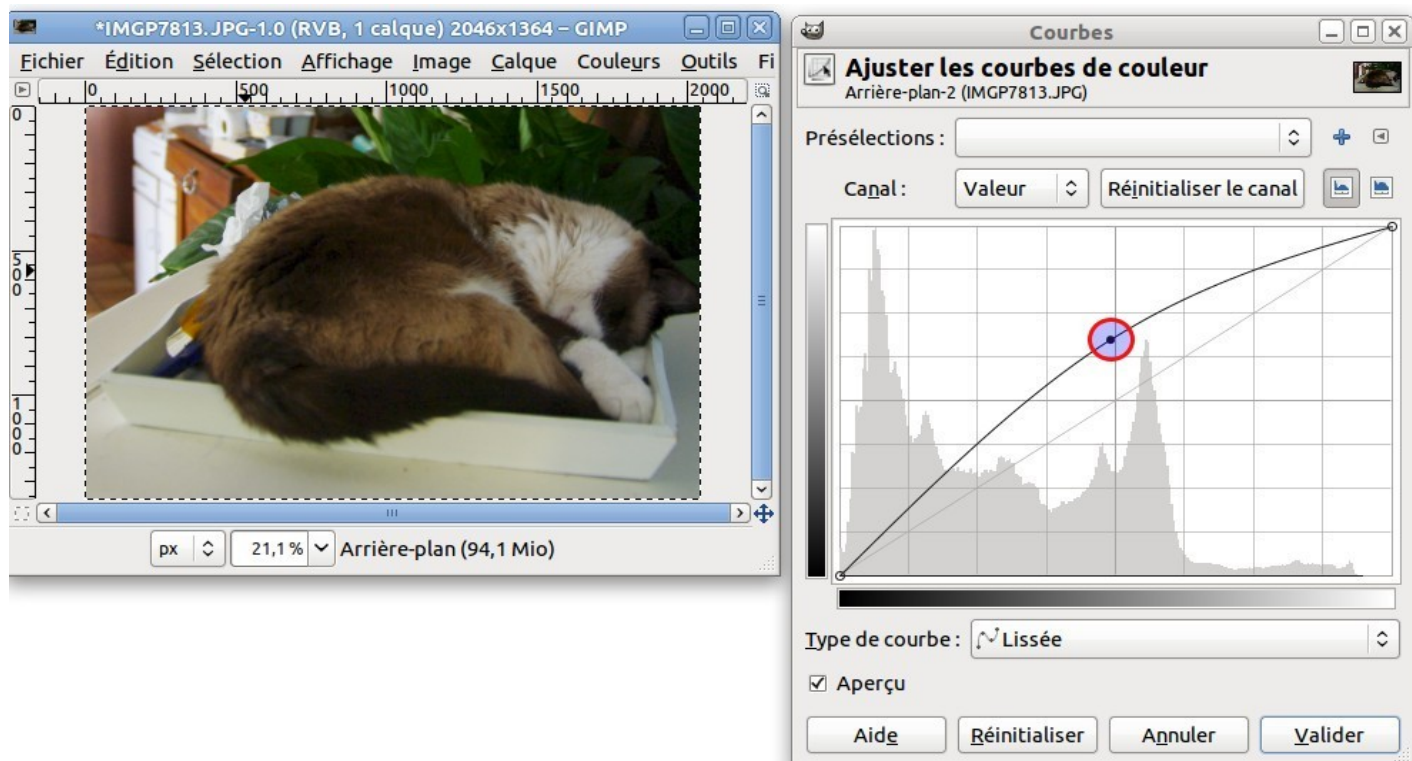 *IMGP7813.JPG-1.0 (RVB, 1 calque) 2046x1364 – GIMP
Fichier Édition Sélection Affichage Image Calque Couleurs Outils Fi
0 500 1000 1500 2000
0
500
1000
px 21,1 % Arrière-plan (94,1 Mio)
Courbes
Ajuster les courbes de couleur
Arrière-plan-2 (IMGP7813.JPG)
Présélections :
Canal : Valeur Réinitialiser le canal
Type de courbe : Lissée
Aperçu
Aide Réinitialiser Annuler Valider